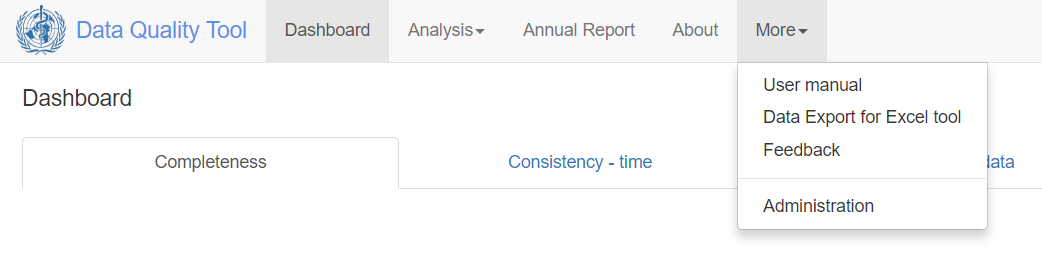 Data Quality Tool Dashboard Analysis Annual Report About More
User manual
Dashboard
Data Export for Excel tool
Feedback
Completeness Consistency - time data
Administration